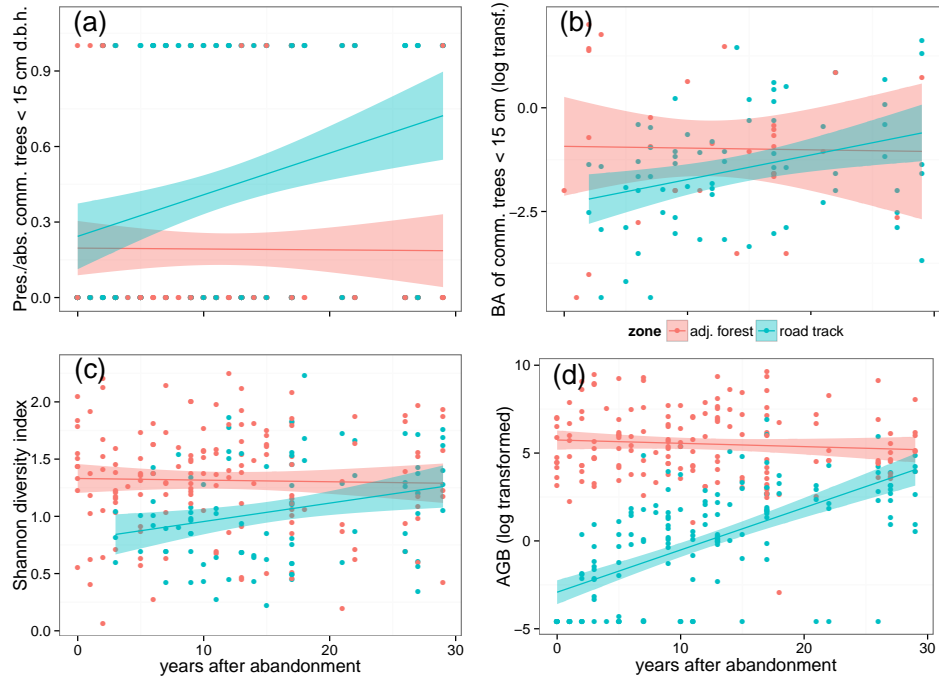 (a)
Pres./abs. comm. trees < 15 cm d.b.h.
0.9
0.6
0.3
0.0
(b)
BA of comm. trees < 15 cm (log transf.)
0.0
−2.5
zone adj. forest road track
(c)
Shannon diversity index
2.0
1.5
1.0
0.5
0.0
0 10 20 30
years after abandonment
(d)
AGB (log transformed)
10
5
0
−5
0 10 20 30
years after abandonment